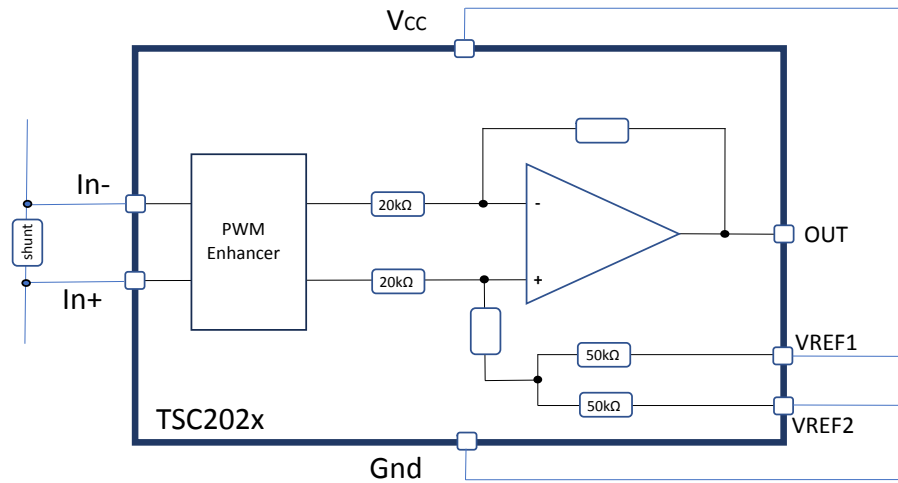 Vcc
In-
20kΩ
-
shunt
PWM
Enhancer
OUT
20kΩ
+
In+
50kΩ
VREF1
50kΩ
VREF2
TSC202x
Gnd